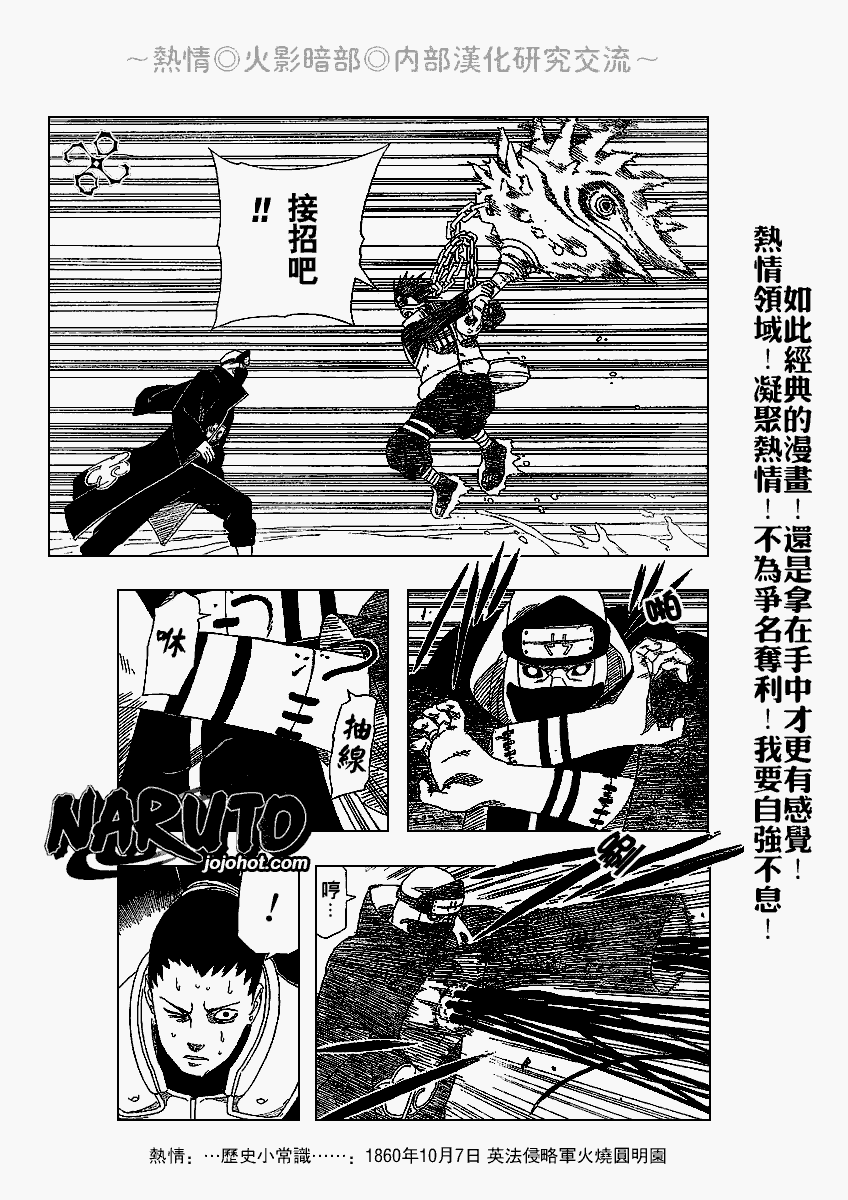 ～熱情◎火影暗部◎内部漢化研究交流～
接招吧
!!
如此經典的漫畫！還是拿在手中才更有感覺！
熱情領域！凝聚熱情！不為爭名奪利！我要自強不息！
啪
咻
抽線
NARUTO
jojohot.com
哼…
！
熱情：…歷史小常識……：1860年10月7日 英法侵略軍火燒圓明園